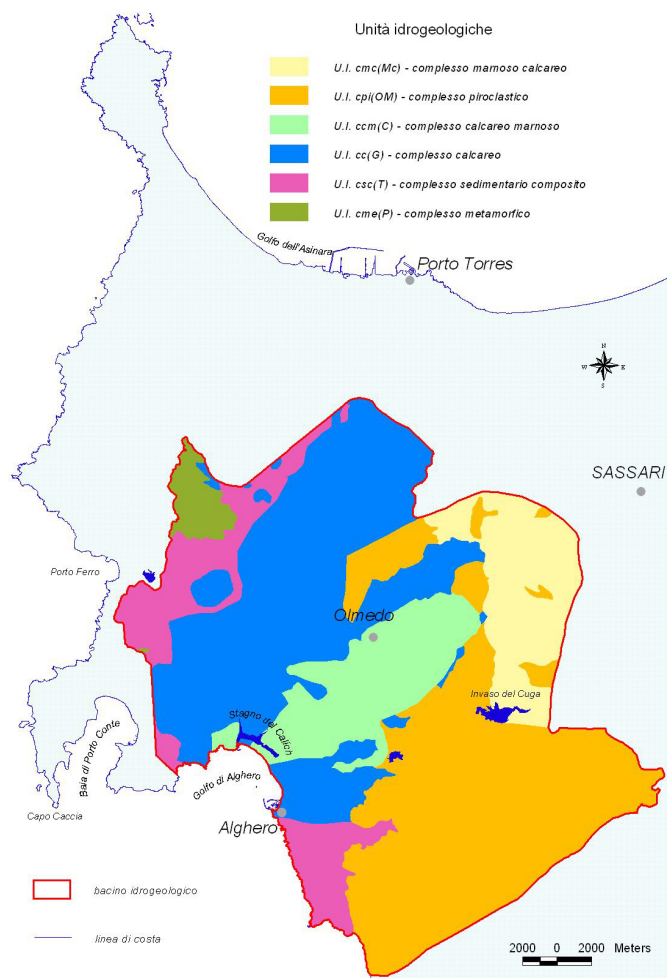 Unità idrogeologiche
U.I. cmc(Mc) - complesso marnoso calcareo
U.I. cpi(OM) - complesso piroclastico
U.I. ccm(C) - complesso calcareo marnoso
U.I. cc(G) - complesso calcareo
U.I. csc(T) - complesso sedimentario composito
U.I. cme(P) - complesso metamorfico
Golfo dell'Asinara
Porto Torres
N
W E
S
SASSARI
Porto Ferro
Olmedo
Invaso del Cuga
Stagno del Calich
Baia di Porto Conte
Golfo di Alghero
Capo Caccia
Alghero
bacino idrogeologico
linea di costa
2000 0 2000 Meters